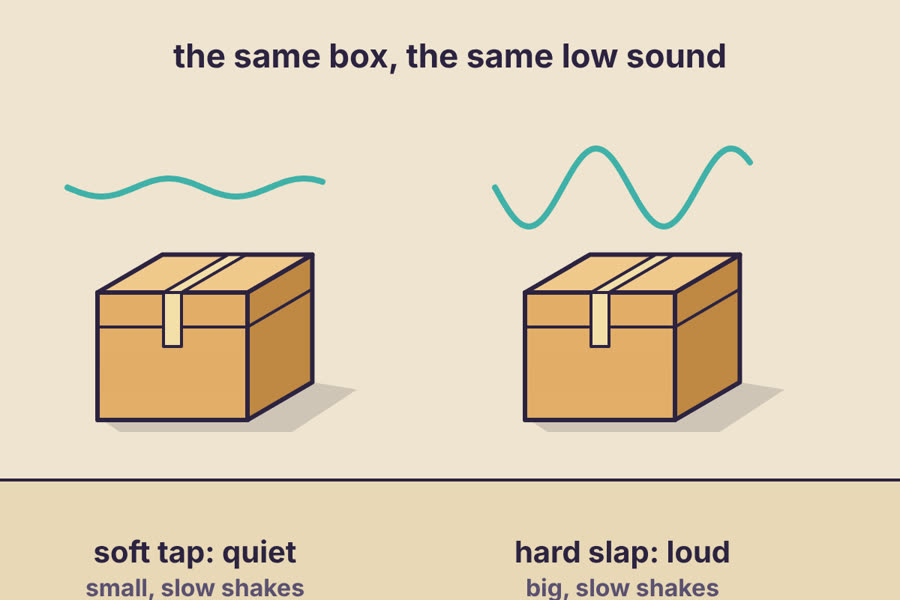 the same box, the same low sound
soft tap: quiet
small, slow shakes
hard slap: loud
big, slow shakes